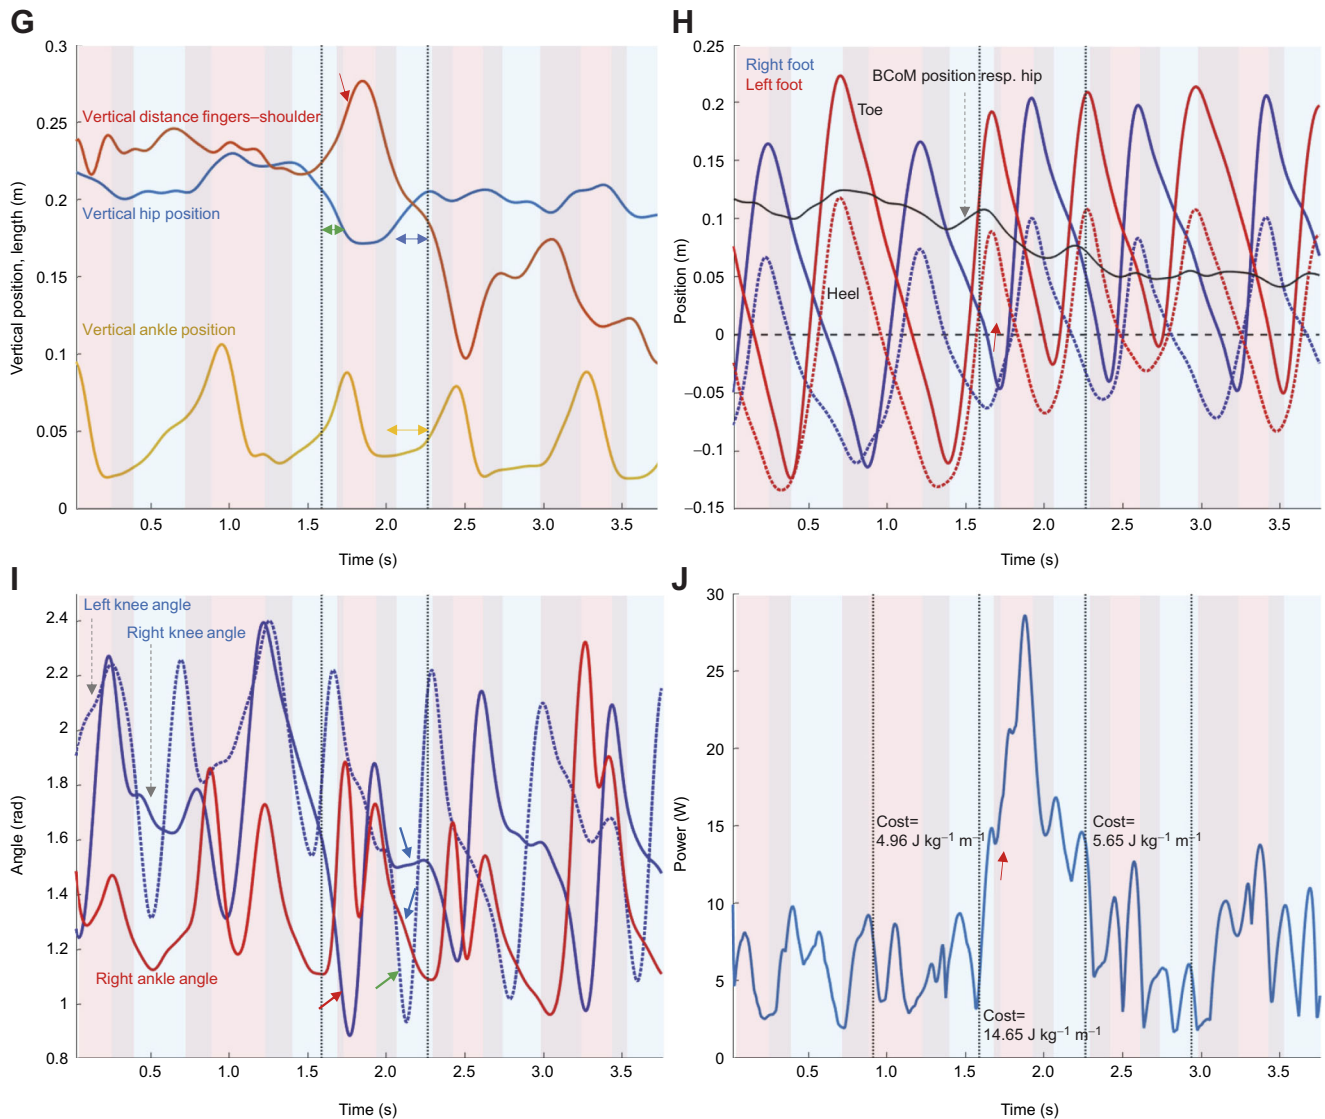 G
0.3
0.25
0.2
0.15
0.1
0.05
0
Vertical position, length (m)
Vertical distance fingers–shoulder
Vertical hip position
Vertical ankle position
0.5 1.0 1.5 2.0 2.5 3.0 3.5
Time (s)
H
0.25
0.2
0.15
0.1
0.05
0
−0.05
−0.1
−0.15
Position (m)
Right foot
Left foot
BCoM position resp. hip
Toe
Heel
0.5 1.0 1.5 2.0 2.5 3.0 3.5
Time (s)
I
2.4
2.2
2
1.8
1.6
1.4
1.2
1
0.8
Angle (rad)
Left knee angle
Right knee angle
Right ankle angle
0.5 1.0 1.5 2.0 2.5 3.0 3.5
Time (s)
J
30
25
20
15
10
5
0
Power (W)
Cost=
4.96 J kg⁻¹ m⁻¹
Cost=
5.65 J kg⁻¹ m⁻¹
Cost=
14.65 J kg⁻¹ m⁻¹
0.5 1.0 1.5 2.0 2.5 3.0 3.5
Time (s)